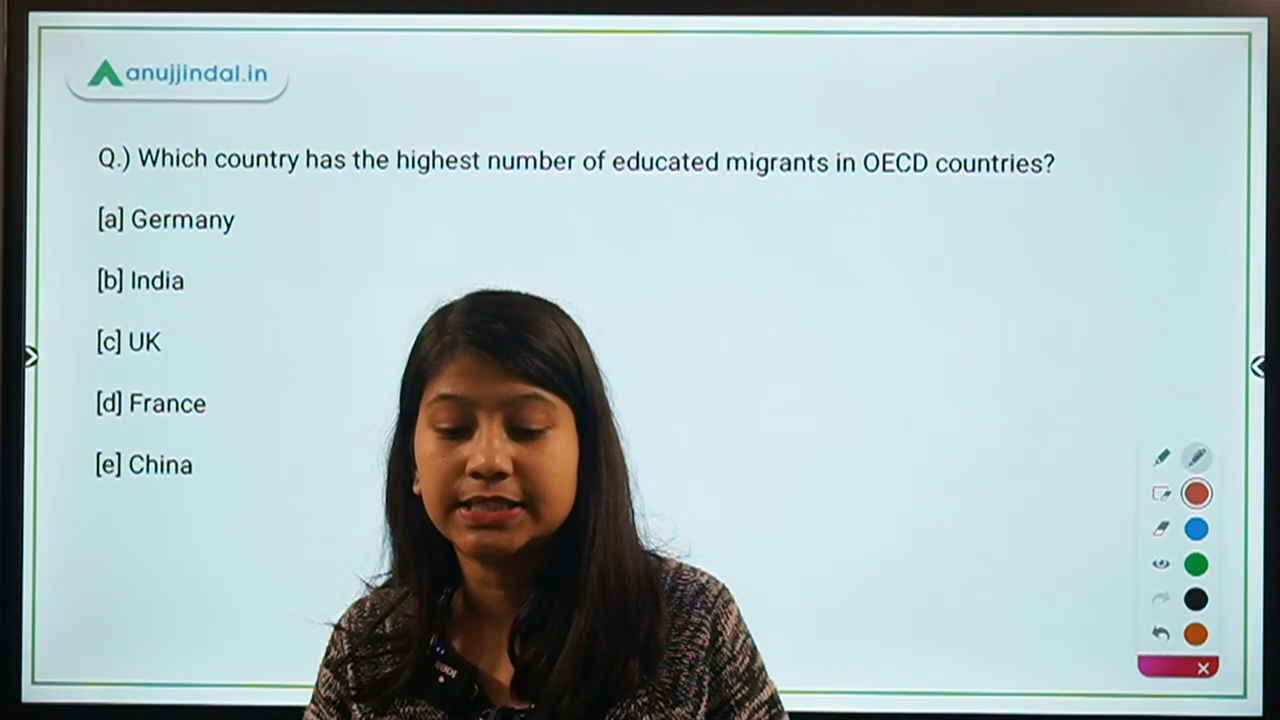 anujjindal.in
Q.) Which country has the highest number of educated migrants in OECD countries?
[a] Germany
[b] India
[c] UK
[d] France
[e] China
RODE